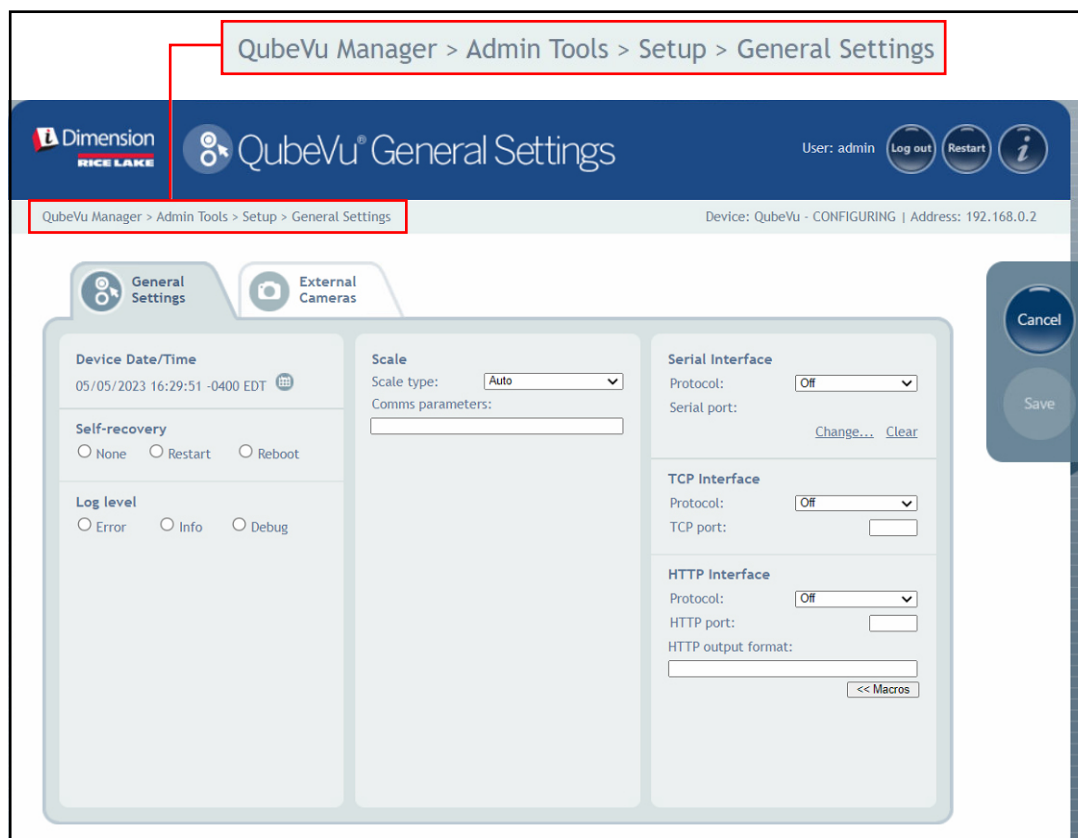 QubeVu Manager > Admin Tools > Setup > General Settings
i Dimension
RICE LAKE
QubeVu® General Settings
User: admin
Log out
Restart
i
QubeVu Manager > Admin Tools > Setup > General Settings
Device: QubeVu - CONFIGURING | Address: 192.168.0.2
General
Settings
External
Cameras
Cancel
Save
Device Date/Time
05/05/2023 16:29:51 -0400 EDT
Self-recovery
None Restart Reboot
Log level
Error Info Debug
Scale
Scale type: Auto
Comms parameters:
Serial Interface
Protocol: Off
Serial port:
Change... Clear
TCP Interface
Protocol: Off
TCP port:
HTTP Interface
Protocol: Off
HTTP port:
HTTP output format:
<< Macros